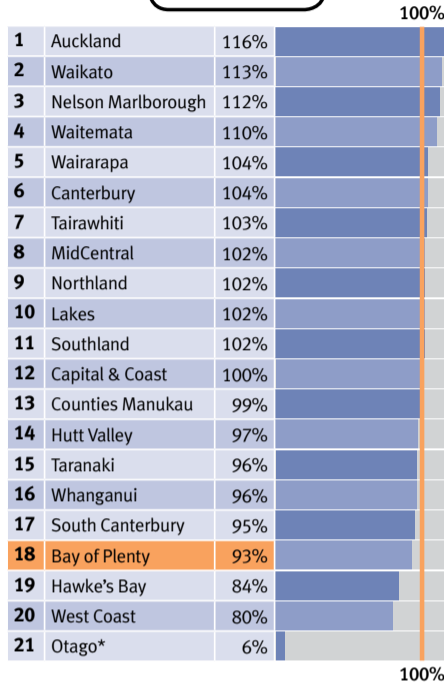 100%
1 Auckland 116%
2 Waikato 113%
3 Nelson Marlborough 112%
4 Waitemata 110%
5 Wairarapa 104%
6 Canterbury 104%
7 Tairawhiti 103%
8 MidCentral 102%
9 Northland 102%
10 Lakes 102%
11 Southland 102%
12 Capital & Coast 100%
13 Counties Manukau 99%
14 Hutt Valley 97%
15 Taranaki 96%
16 Whanganui 96%
17 South Canterbury 95%
18 Bay of Plenty 93%
19 Hawke's Bay 84%
20 West Coast 80%
21 Otago* 6%
100%